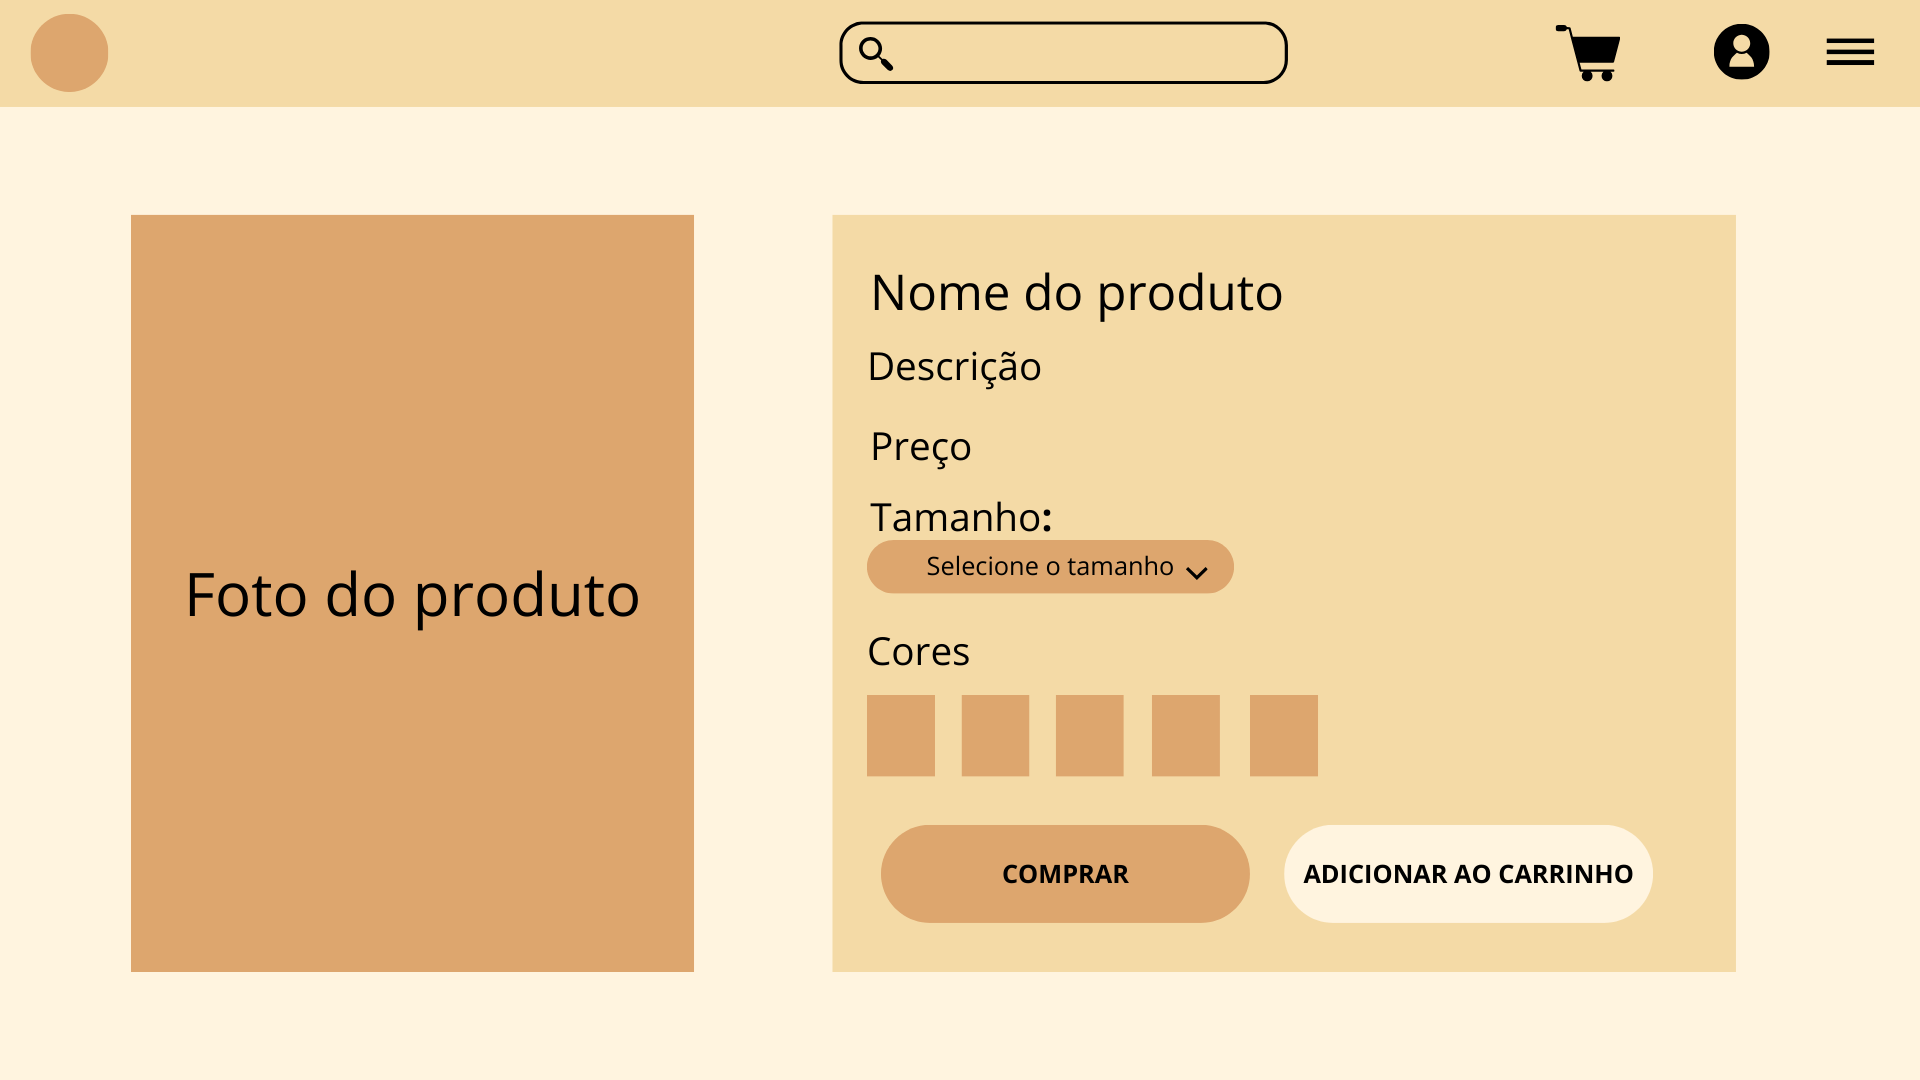 Foto do produto
Nome do produto
Descrição
Preço
Tamanho:
Selecione o tamanho
Cores
COMPRAR
ADICIONAR AO CARRINHO